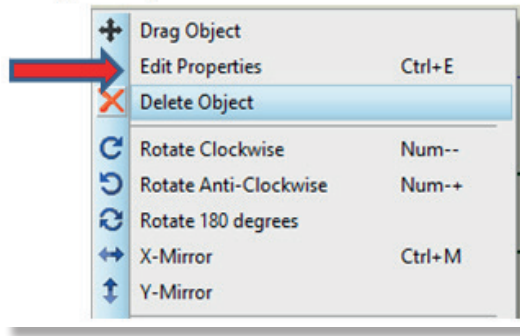 Drag Object
Edit Properties Ctrl+E
Delete Object
Rotate Clockwise Num--
Rotate Anti-Clockwise Num-+
Rotate 180 degrees
X-Mirror Ctrl+M
Y-Mirror